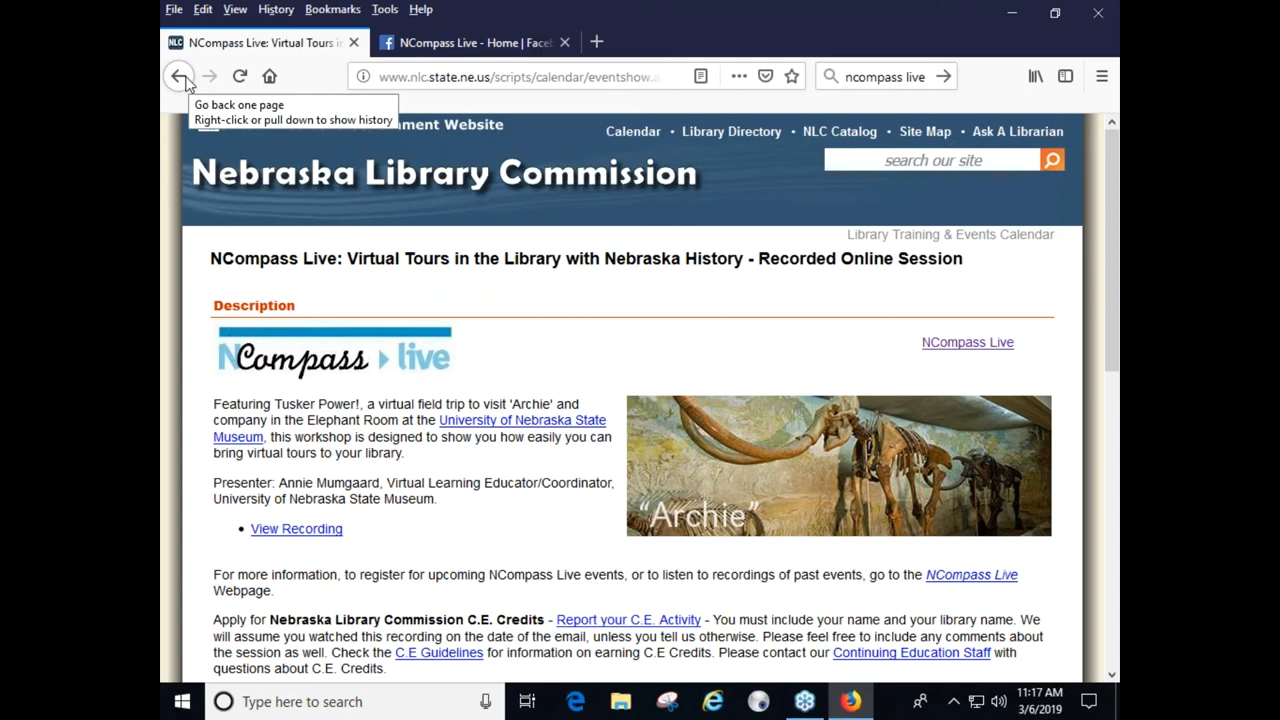 File Edit View History Bookmarks Tools Help
NCompass Live: Virtual Tours in
NCompass Live - Home | Face
www.nlc.state.ne.us/scripts/calendar/eventshow.a
ncompass live
Go back one page
Right-click or pull down to show history
nment Website
Calendar • Library Directory • NLC Catalog • Site Map • Ask A Librarian
Nebraska Library Commission
search our site
Library Training & Events Calendar
NCompass Live: Virtual Tours in the Library with Nebraska History - Recorded Online Session
Description
NCompass live
NCompass Live
Featuring Tusker Power!, a virtual field trip to visit 'Archie' and
company in the Elephant Room at the University of Nebraska State
Museum, this workshop is designed to show you how easily you can
bring virtual tours to your library.
Presenter: Annie Mumgaard, Virtual Learning Educator/Coordinator,
University of Nebraska State Museum.
• View Recording
"Archie"
For more information, to register for upcoming NCompass Live events, or to listen to recordings of past events, go to the NCompass Live
Webpage.
Apply for Nebraska Library Commission C.E. Credits - Report your C.E. Activity - You must include your name and your library name. We
will assume you watched this recording on the date of the email, unless you tell us otherwise. Please feel free to include any comments about
the session as well. Check the C.E Guidelines for information on earning C.E Credits. Please contact our Continuing Education Staff with
questions about C.E. Credits.
Type here to search
11:17 AM
3/6/2019